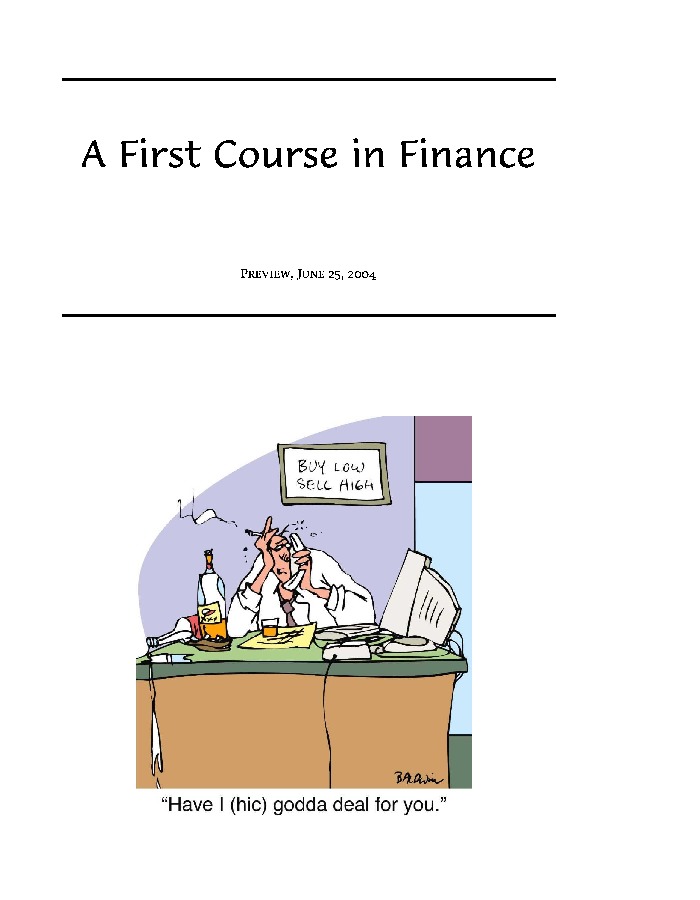 A First Course in Finance
PREVIEW, JUNE 25, 2004
BUY LOW
SELL HIGH
BALDWIN
“Have I (hic) godda deal for you.”